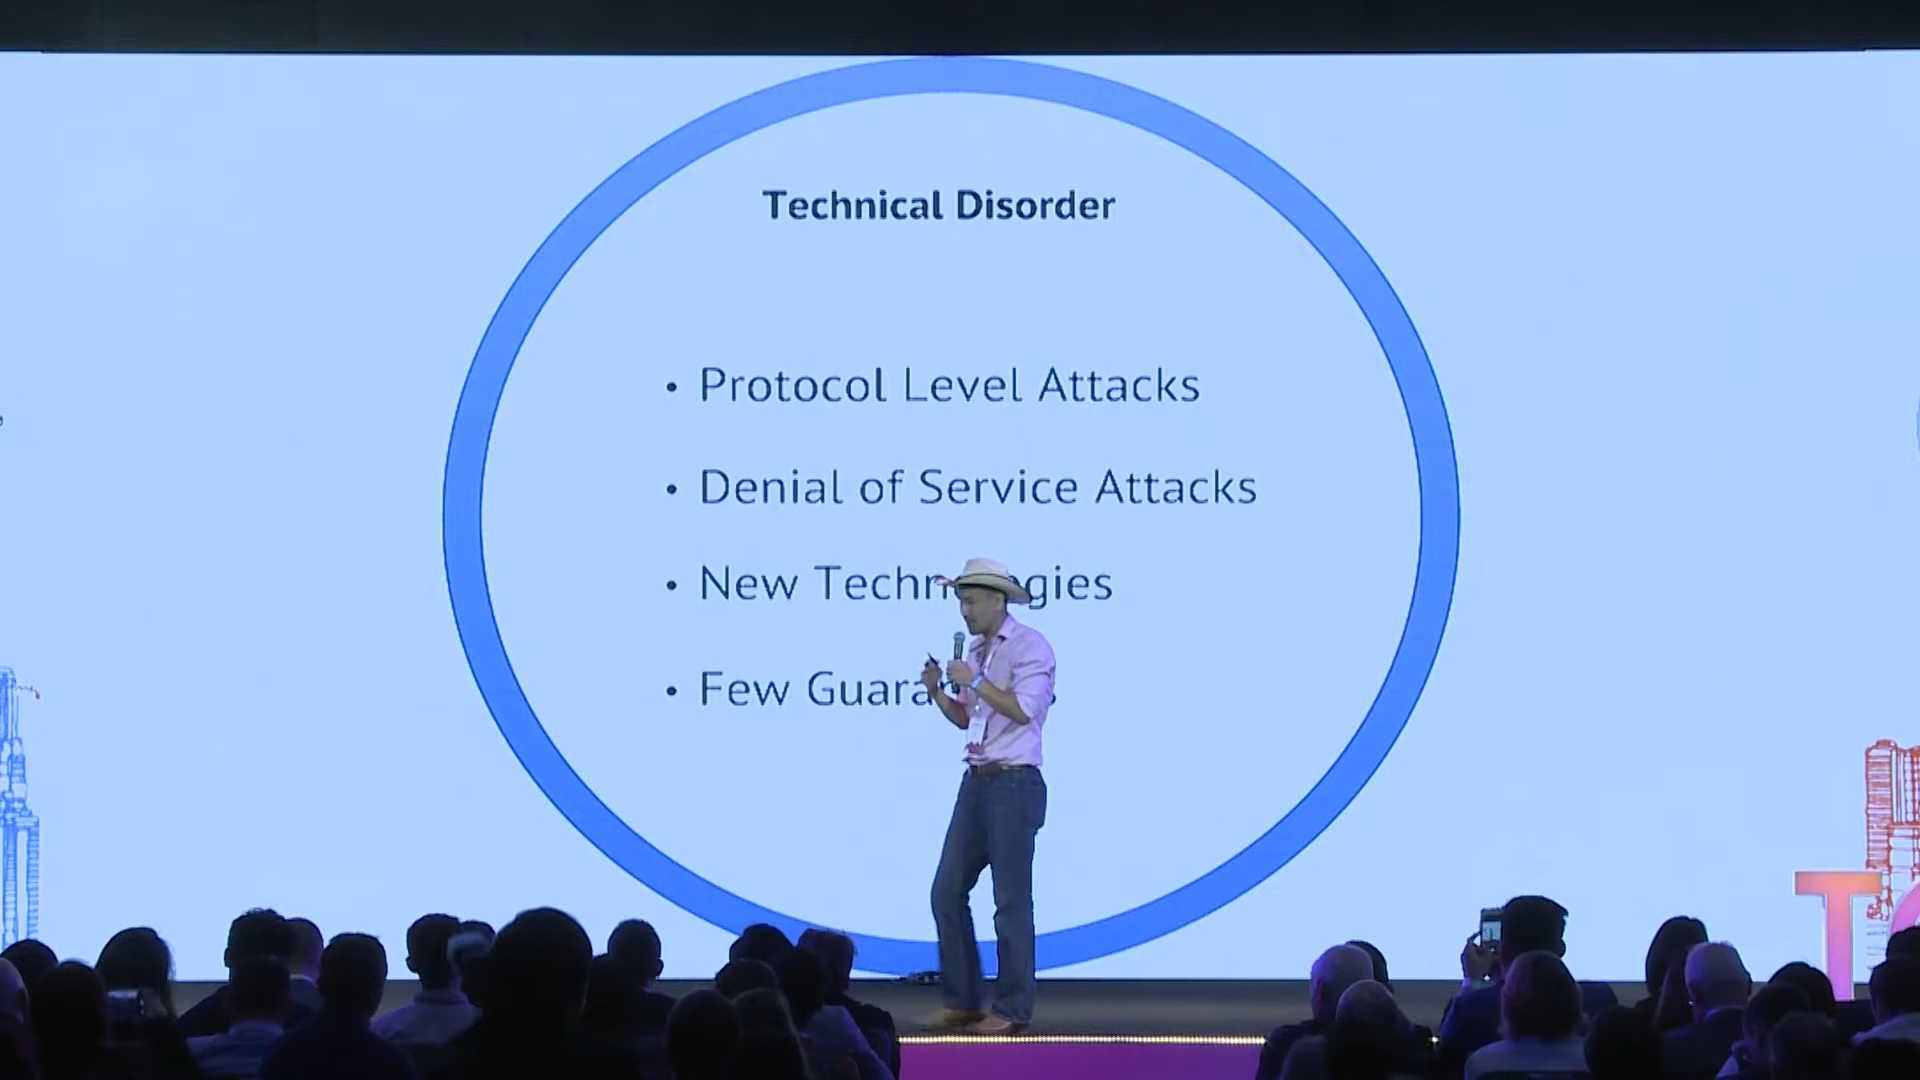 Technical Disorder
• Protocol Level Attacks
• Denial of Service Attacks
• New
• Few
T